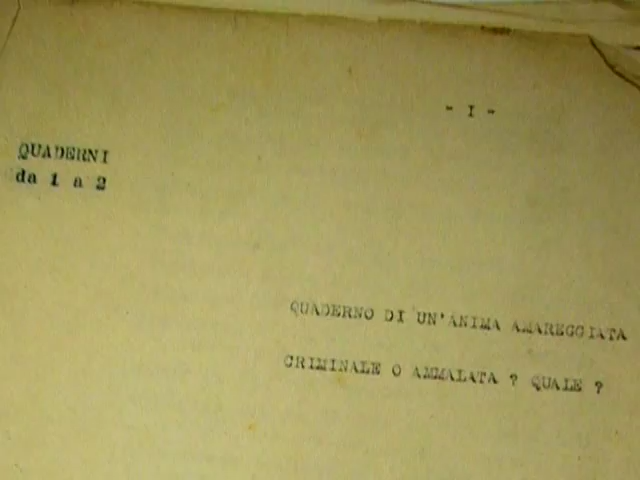 - I -
QUADERNI
da 1 a 2
QUADERNO DI UN'ANIMA AMAREGGIATA
CRIMINALE O AMMALATA ? QUALE ?